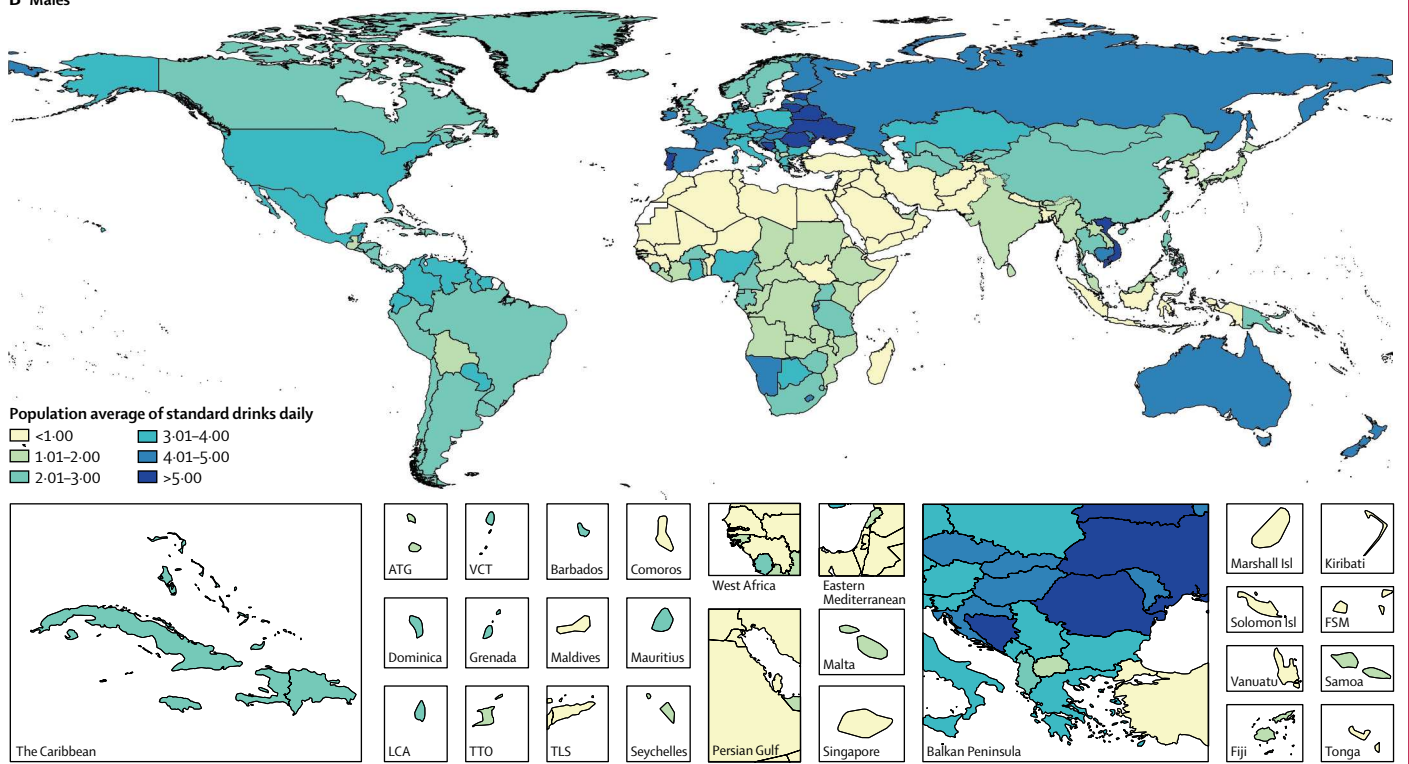 B Males
Population average of standard drinks daily
<1·00
1·01–2·00
2·01–3·00
3·01–4·00
4·01–5·00
>5·00
The Caribbean
ATG
VCT
Barbados
Comoros
Dominica
Grenada
Maldives
Mauritius
LCA
TTO
TLS
Seychelles
West Africa
Eastern
Mediterranean
Persian Gulf
Malta
Singapore
Balkan Peninsula
Marshall Isl
Kiribati
Solomon Isl
FSM
Vanuatu
Samoa
Fiji
Tonga